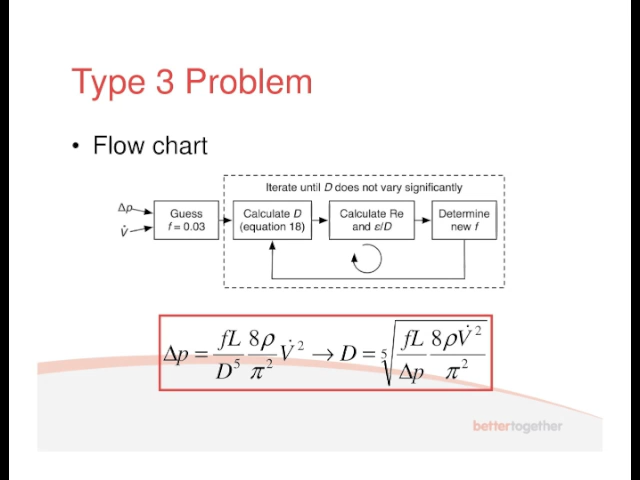 Type 3 Problem
• Flow chart
Iterate until D does not vary significantly
Δp
V̇
Guess
f = 0.03
Calculate D
(equation 18)
Calculate Re
and ε/D
Determine
new f
Δp = fL/D⁵ 8ρ/π² V̇² → D = ⁵√(fL/Δp 8ρV̇²/π²)
bettertogether